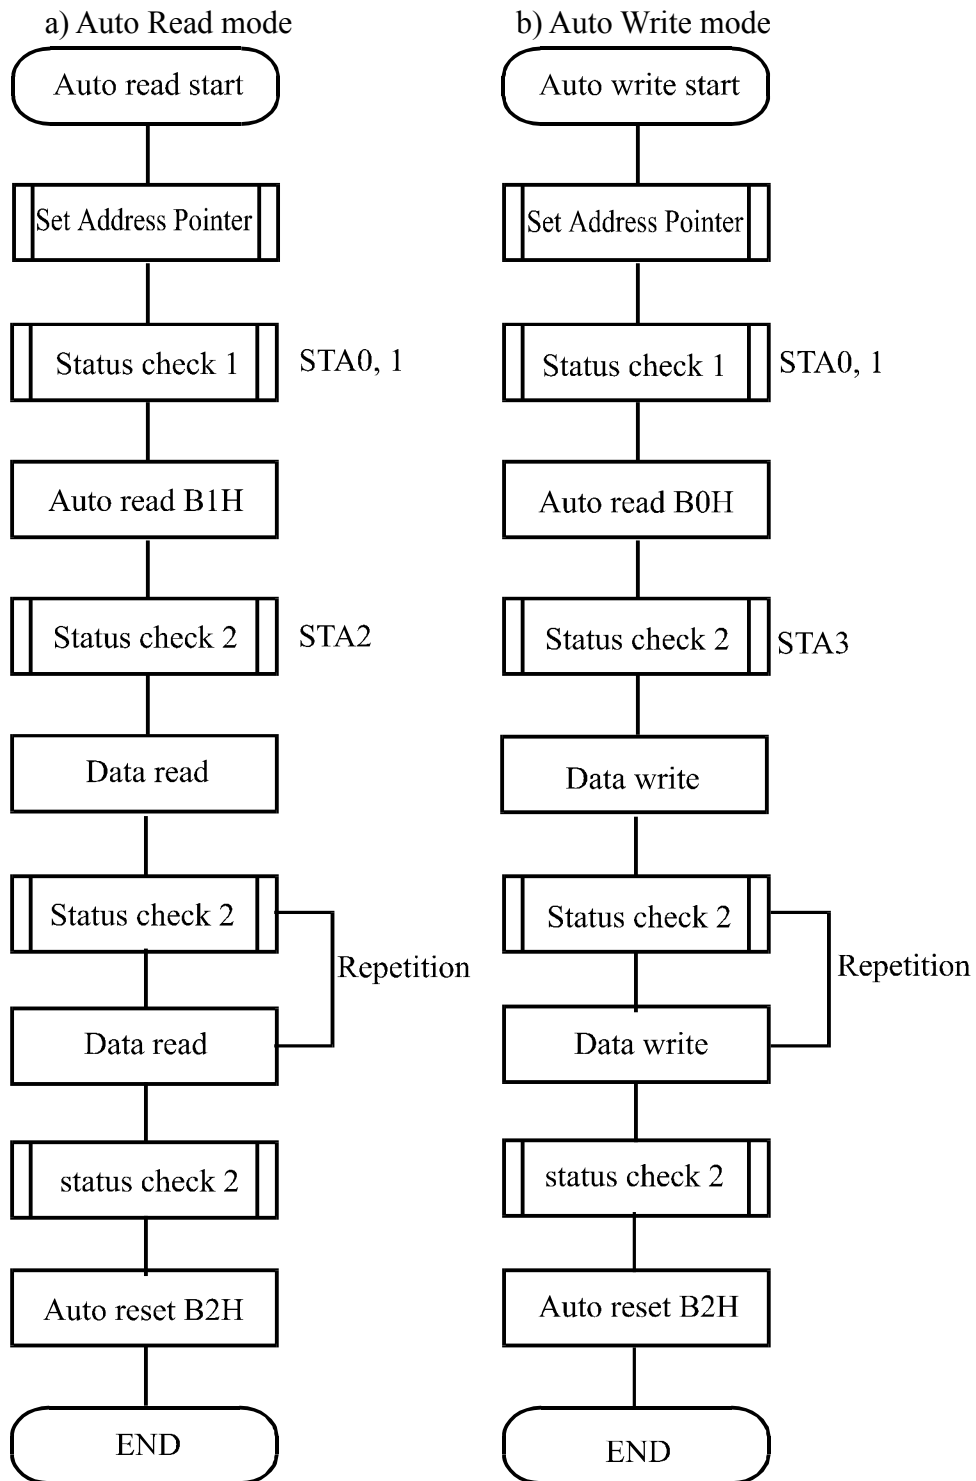 a) Auto Read mode
Auto read start
Set Address Pointer
Status check 1
STA0, 1
Auto read B1H
Status check 2
STA2
Data read
Status check 2
Repetition
Data read
status check 2
Auto reset B2H
END
b) Auto Write mode
Auto write start
Set Address Pointer
Status check 1
STA0, 1
Auto read B0H
Status check 2
STA3
Data write
Status check 2
Repetition
Data write
status check 2
Auto reset B2H
END